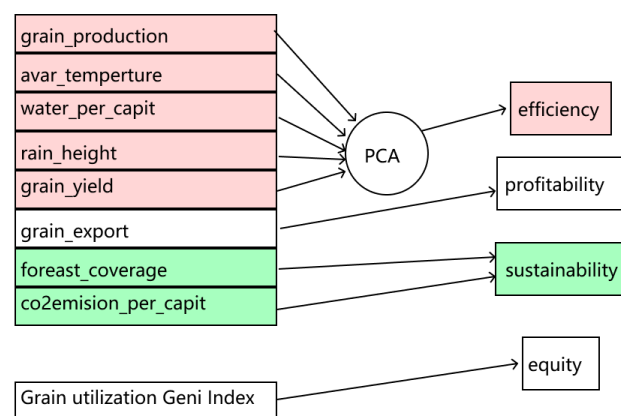 grain_production
avar_temperture
water_per_capit
rain_height
grain_yield
grain_export
foreast_coverage
co2emision_per_capit
Grain utilization Geni Index
PCA
efficiency
profitability
sustainability
equity